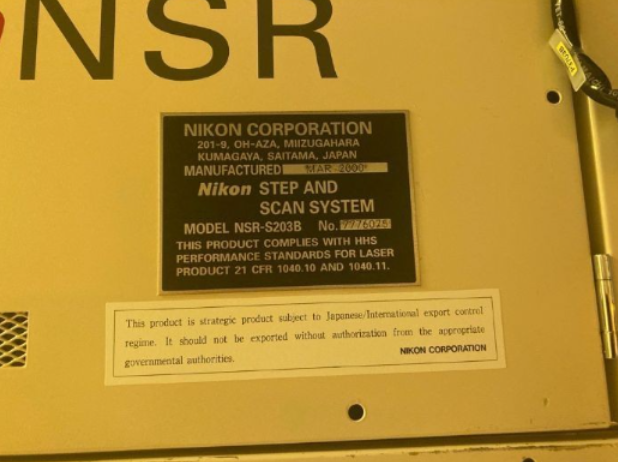 NSR
NIKON CORPORATION
201-9, OH-AZA, MIIZUGAHARA
KUMAGAYA, SAITAMA, JAPAN
MANUFACTURED MAR 2000
Nikon STEP AND
SCAN SYSTEM
MODEL NSR-S203B No. 7776025
THIS PRODUCT COMPLIES WITH HHS
PERFORMANCE STANDARDS FOR LASER
PRODUCT 21 CFR 1040.10 AND 1040.11.
This product is strategic product subject to Japanese/International export control
regime. It should not be exported without authorization from the appropriate
governmental authorities.
NIKON CORPORATION